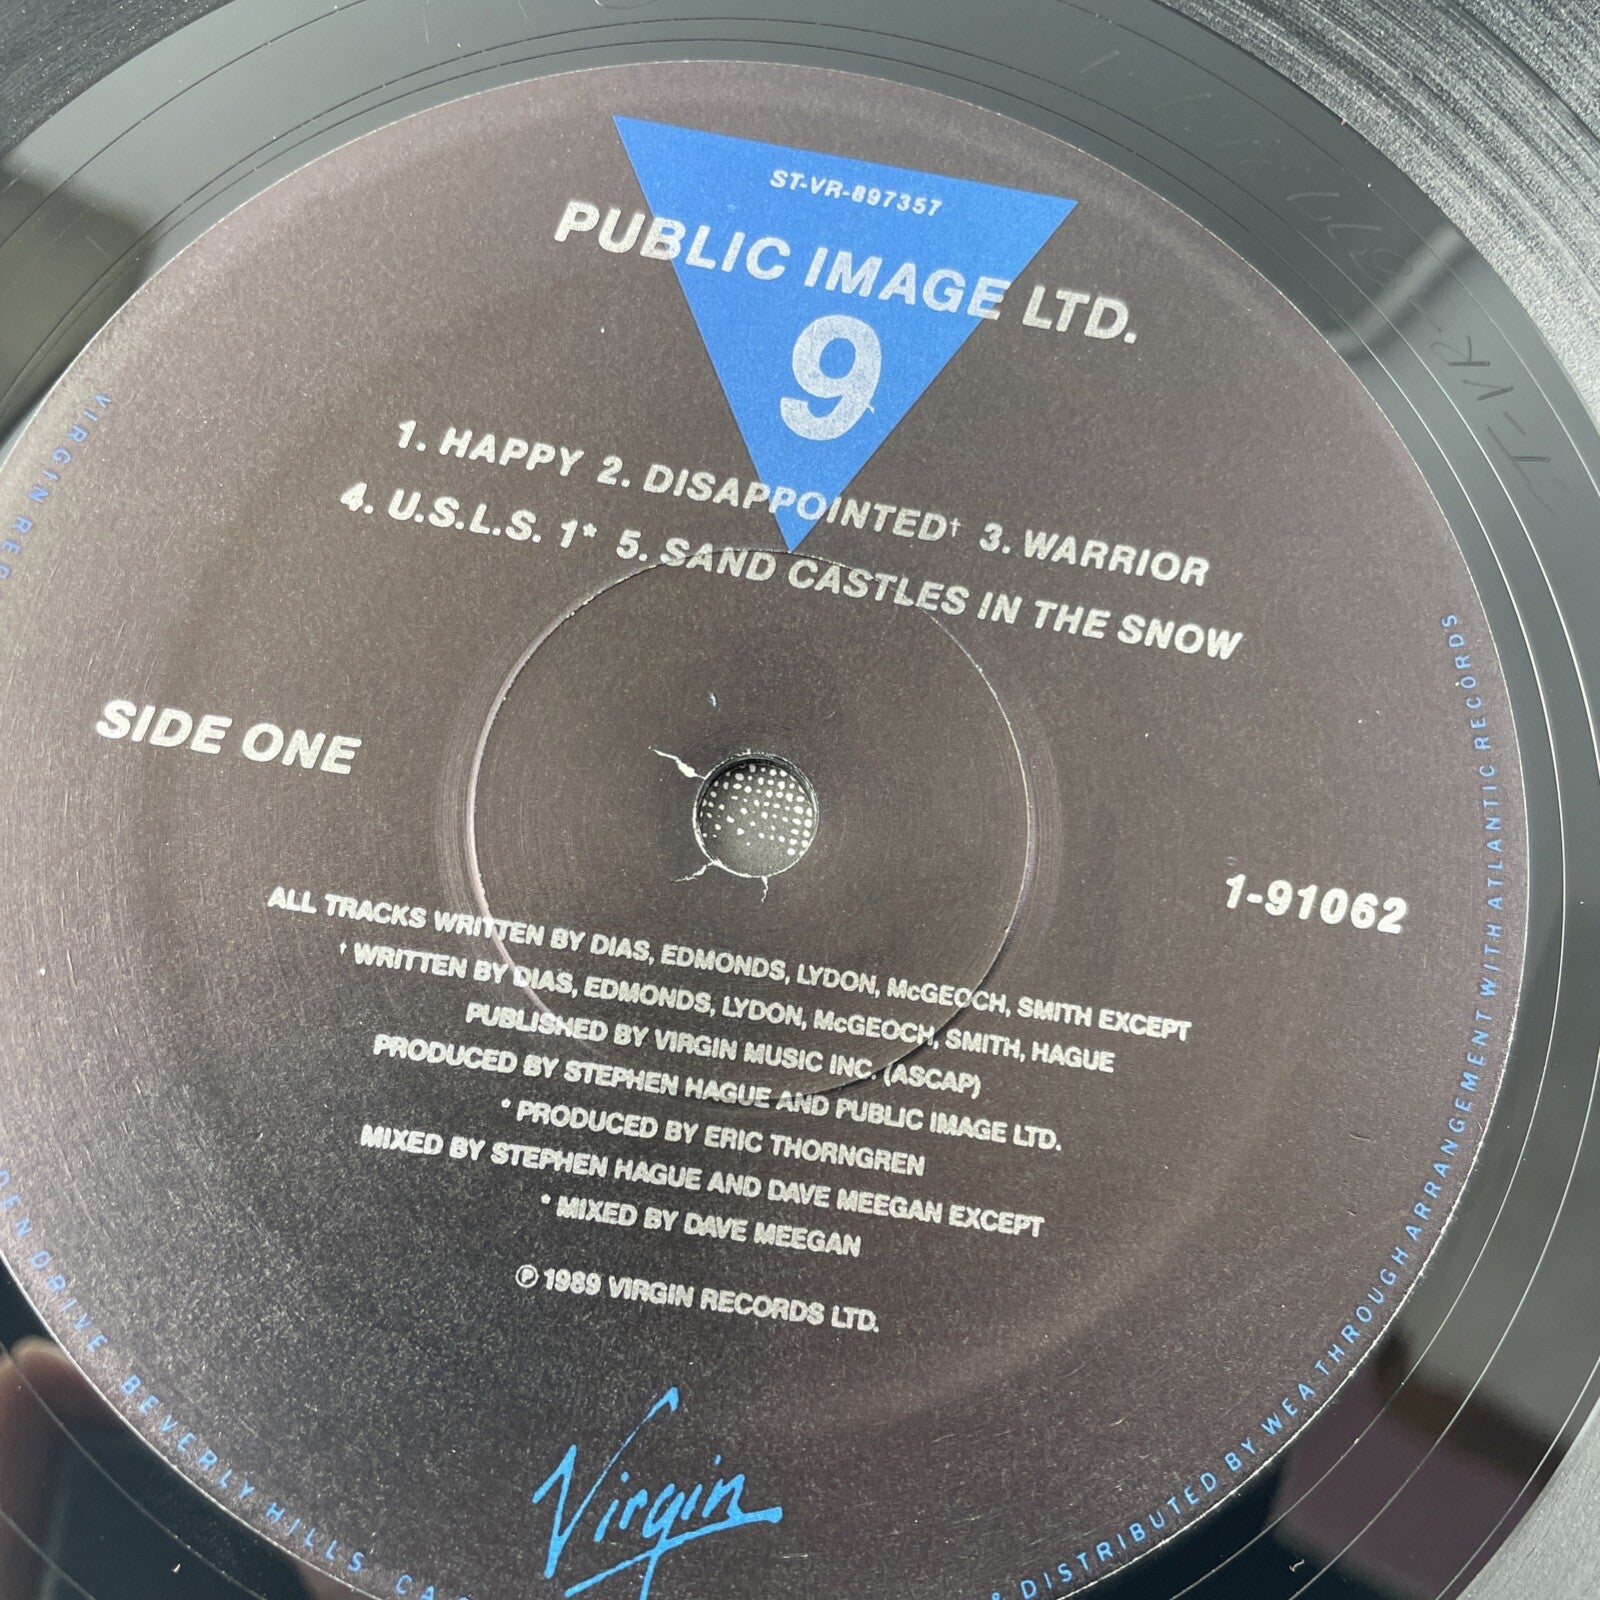 ST-VR-897357
PUBLIC IMAGE LTD.
9
1. HAPPY 2. DISAPPOINTED† 3. WARRIOR
4. U.S.L.S. 1* 5. SAND CASTLES IN THE SNOW
SIDE ONE
1-91062
ALL TRACKS WRITTEN BY DIAS, EDMONDS, LYDON, McGEOCH, SMITH EXCEPT
† WRITTEN BY DIAS, EDMONDS, LYDON, McGEOCH, SMITH, HAGUE
PUBLISHED BY VIRGIN MUSIC INC. (ASCAP)
PRODUCED BY STEPHEN HAGUE AND PUBLIC IMAGE LTD.
* PRODUCED BY ERIC THORNGREN
MIXED BY STEPHEN HAGUE AND DAVE MEEGAN EXCEPT
* MIXED BY DAVE MEEGAN
℗ 1989 VIRGIN RECORDS LTD.
Virgin
VIRGIN REC
DRIVE BEVERLY HILLS CA
& DISTRIBUTED BY WEA THROUGH ARRANGEMENT WITH ATLANTIC RECORDS